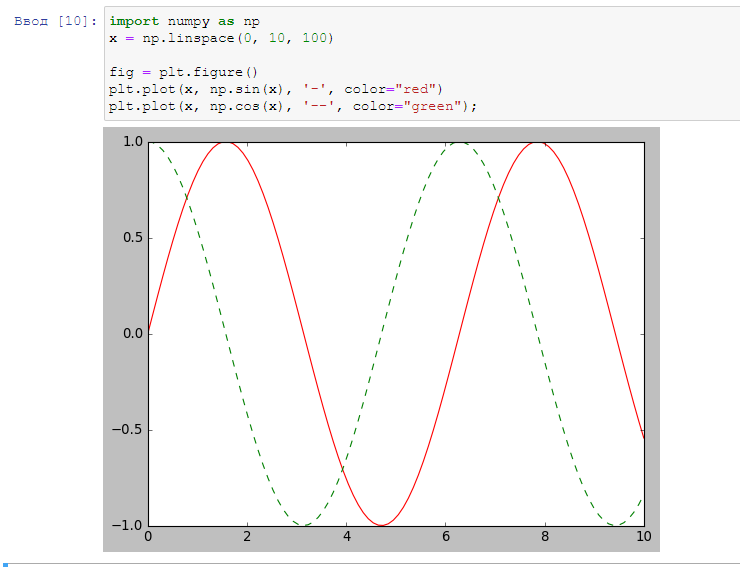 Ввод [10]: import numpy as np
x = np.linspace(0, 10, 100)
fig = plt.figure()
plt.plot(x, np.sin(x), '-', color="red")
plt.plot(x, np.cos(x), '--', color="green");
1.0
0.5
0.0
−0.5
−1.0
0 2 4 6 8 10